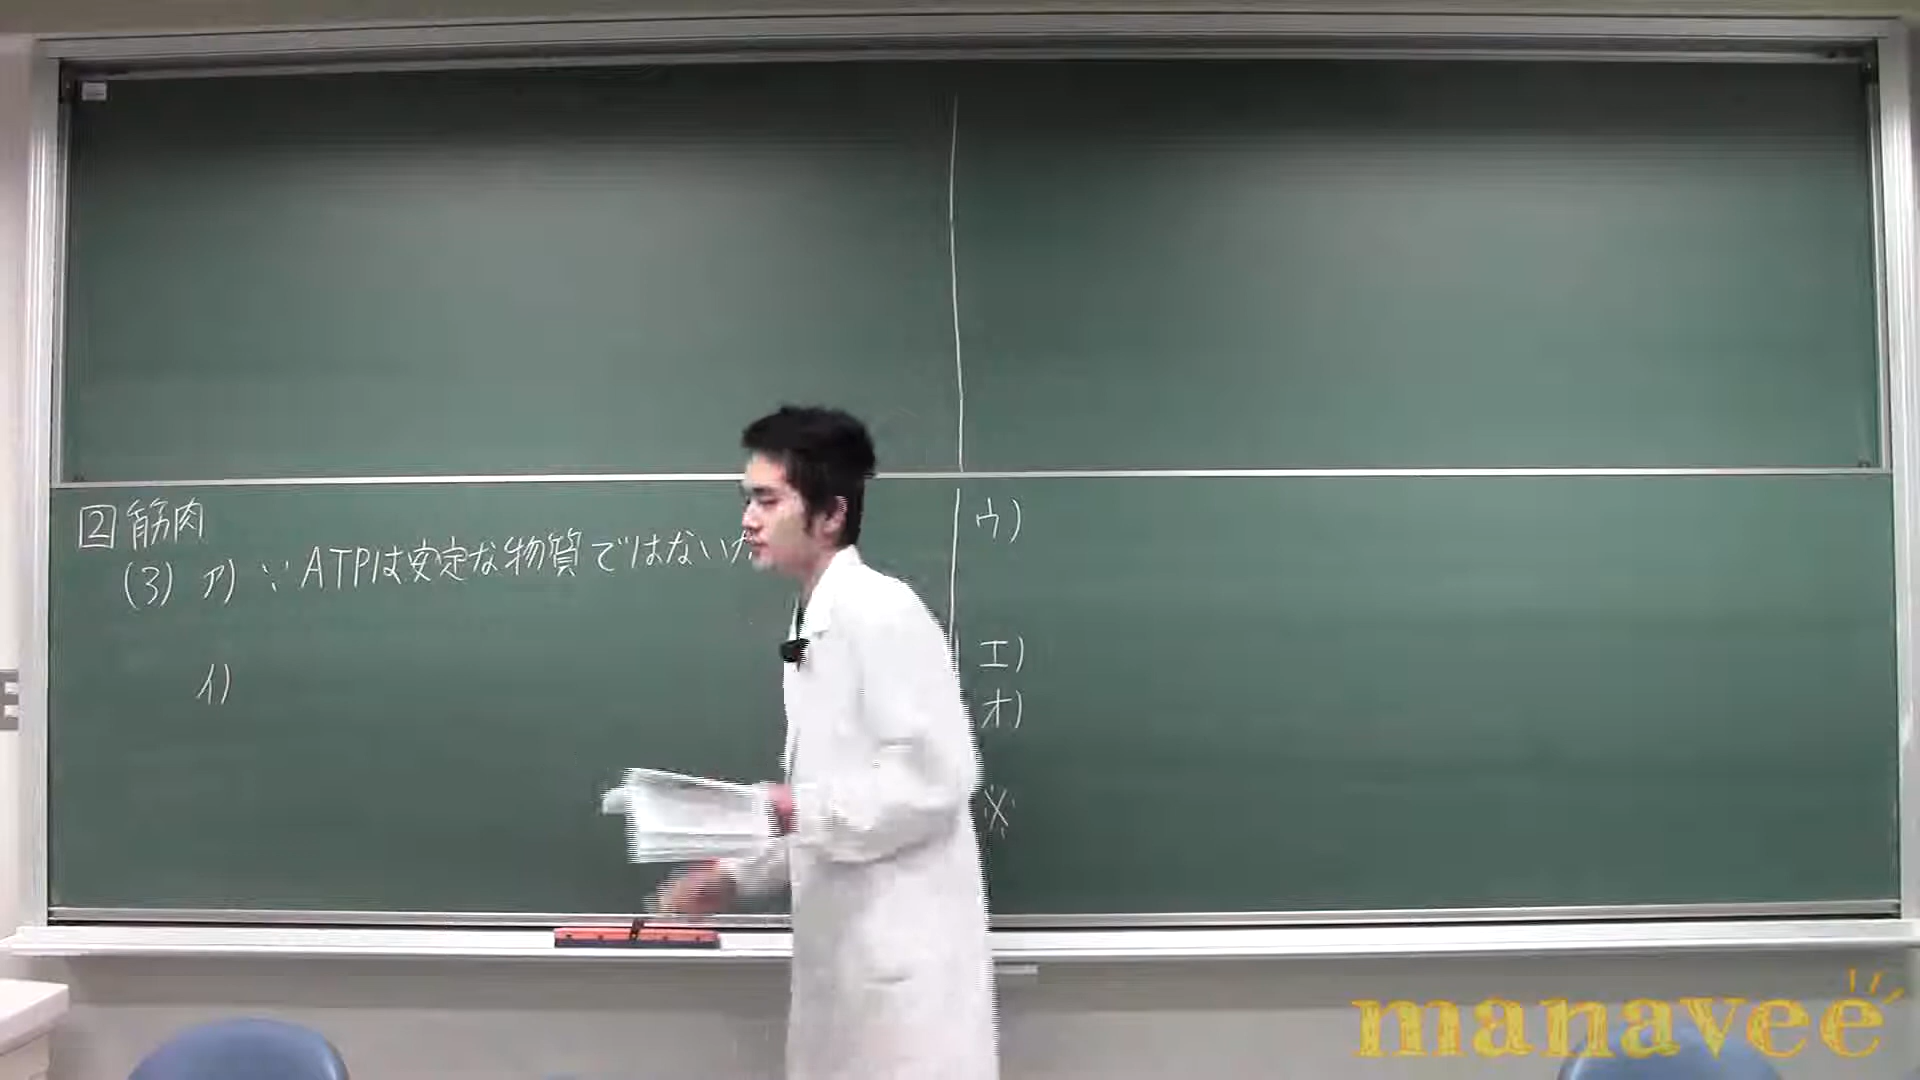 2 筋肉
(3) ア) ∵ATPは安定な物質ではないか
イ)
ウ)
エ)
オ)
※
manavee